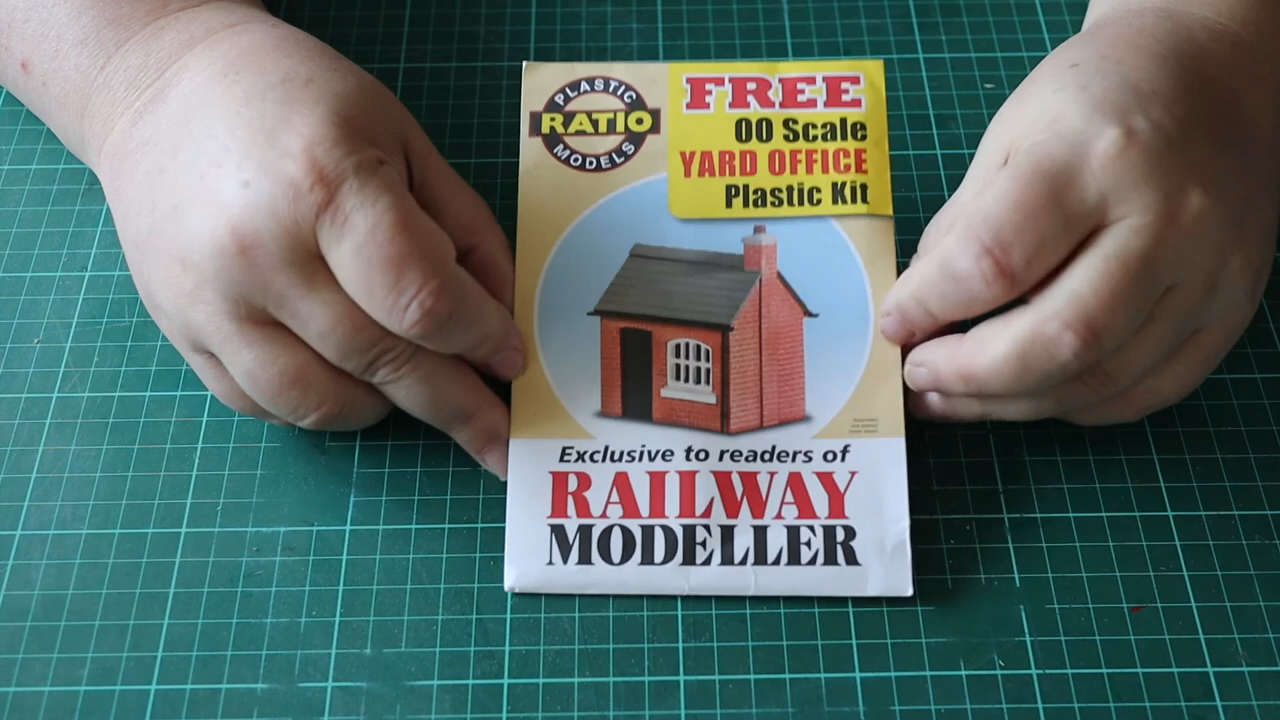 PLASTIC
RATIO
MODELS
FREE
00 Scale
YARD OFFICE
Plastic Kit
Exclusive to readers of
RAILWAY
MODELLER